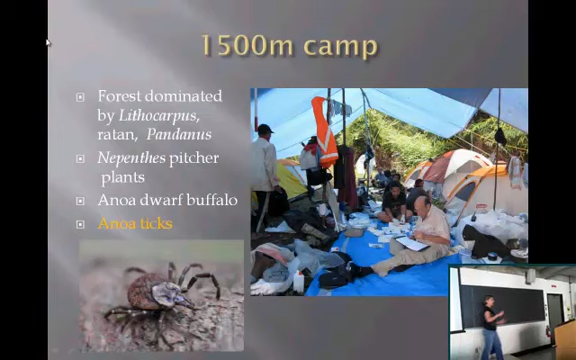 1500m camp
Forest dominated
by Lithocarpus,
ratan, Pandanus
Nepenthes pitcher
plants
Anoa dwarf buffalo
Anoa ticks